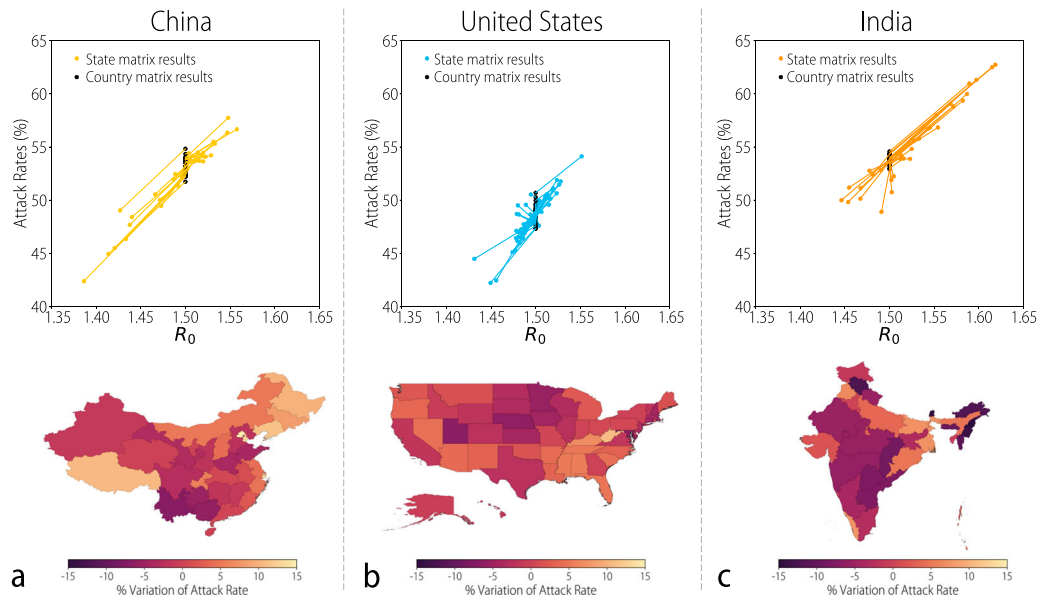 China
United States
India
65
60
55
50
45
40
Attack Rates (%)
State matrix results
Country matrix results
1.35
1.40
1.45
1.50
1.55
1.60
1.65
R0
65
60
55
50
45
40
Attack Rates (%)
State matrix results
Country matrix results
1.35
1.40
1.45
1.50
1.55
1.60
1.65
R0
65
60
55
50
45
40
Attack Rates (%)
State matrix results
Country matrix results
1.35
1.40
1.45
1.50
1.55
1.60
1.65
R0
a
-15 -10 -5 0 5 10 15
% Variation of Attack Rate
b
-15 -10 -5 0 5 10 15
% Variation of Attack Rate
c
-15 -10 -5 0 5 10 15
% Variation of Attack Rate